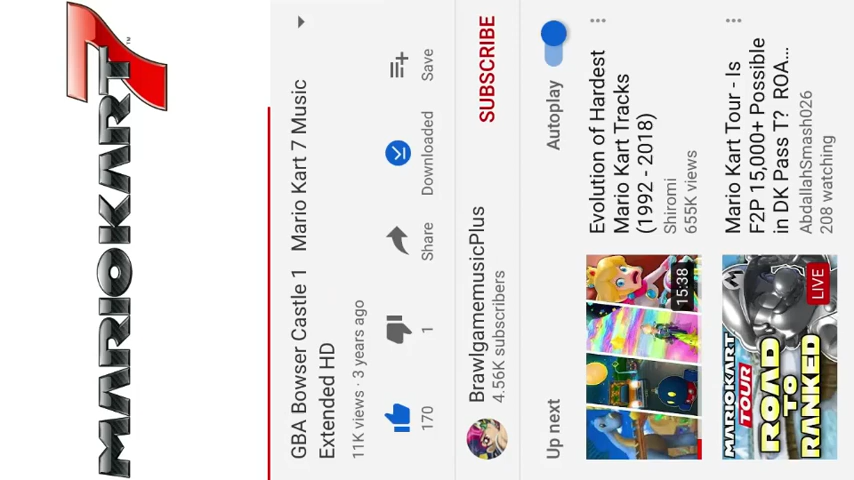 MARIOKART 7
™
GBA Bowser Castle 1 Mario Kart 7 Music
Extended HD
11K views · 3 years ago
170
1
Share
Downloaded
Save
BrawlgamemusicPlus
4.56K subscribers
SUBSCRIBE
Up next
Autoplay
15:38
Evolution of Hardest
Mario Kart Tracks
(1992 - 2018)
Shiromi
655K views
MARIOKART
TOUR
ROAD
TO
RANKED
LIVE
Mario Kart Tour - Is
F2P 15,000+ Possible
in DK Pass T? ROA...
AbdallahSmash026
208 watching